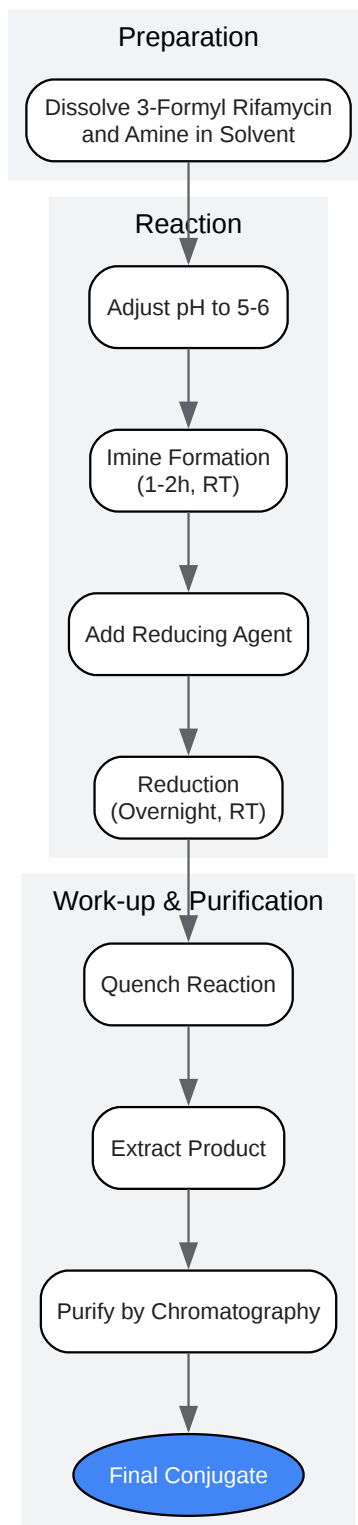 Preparation
Dissolve 3-Formyl Rifamycin
and Amine in Solvent
Reaction
Adjust pH to 5-6
Imine Formation
(1-2h, RT)
Add Reducing Agent
Reduction
(Overnight, RT)
Work-up & Purification
Quench Reaction
Extract Product
Purify by Chromatography
Final Conjugate